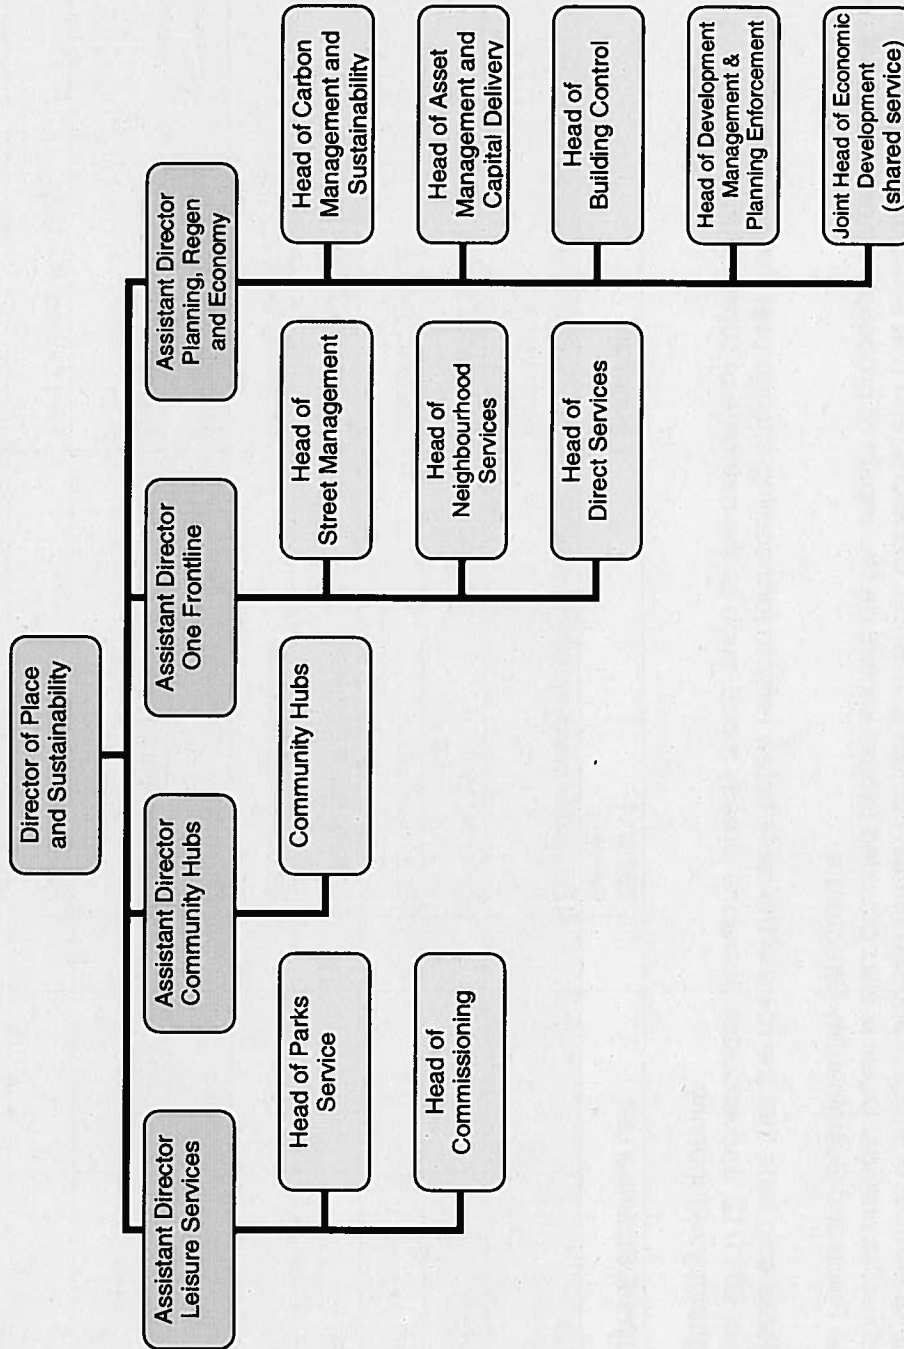 Director of Place
and Sustainability
Assistant Director
Leisure Services
Assistant Director
Community Hubs
Assistant Director
One Frontline
Assistant Director
Planning, Regen
and Economy
Head of Parks
Service
Head of
Commissioning
Community Hubs
Head of
Street Management
Head of
Neighbourhood
Services
Head of
Direct Services
Head of Carbon
Management and
Sustainability
Head of Asset
Management and
Capital Delivery
Head of
Building Control
Head of Development
Management &
Planning Enforcement
Joint Head of Economic
Development
(shared service)